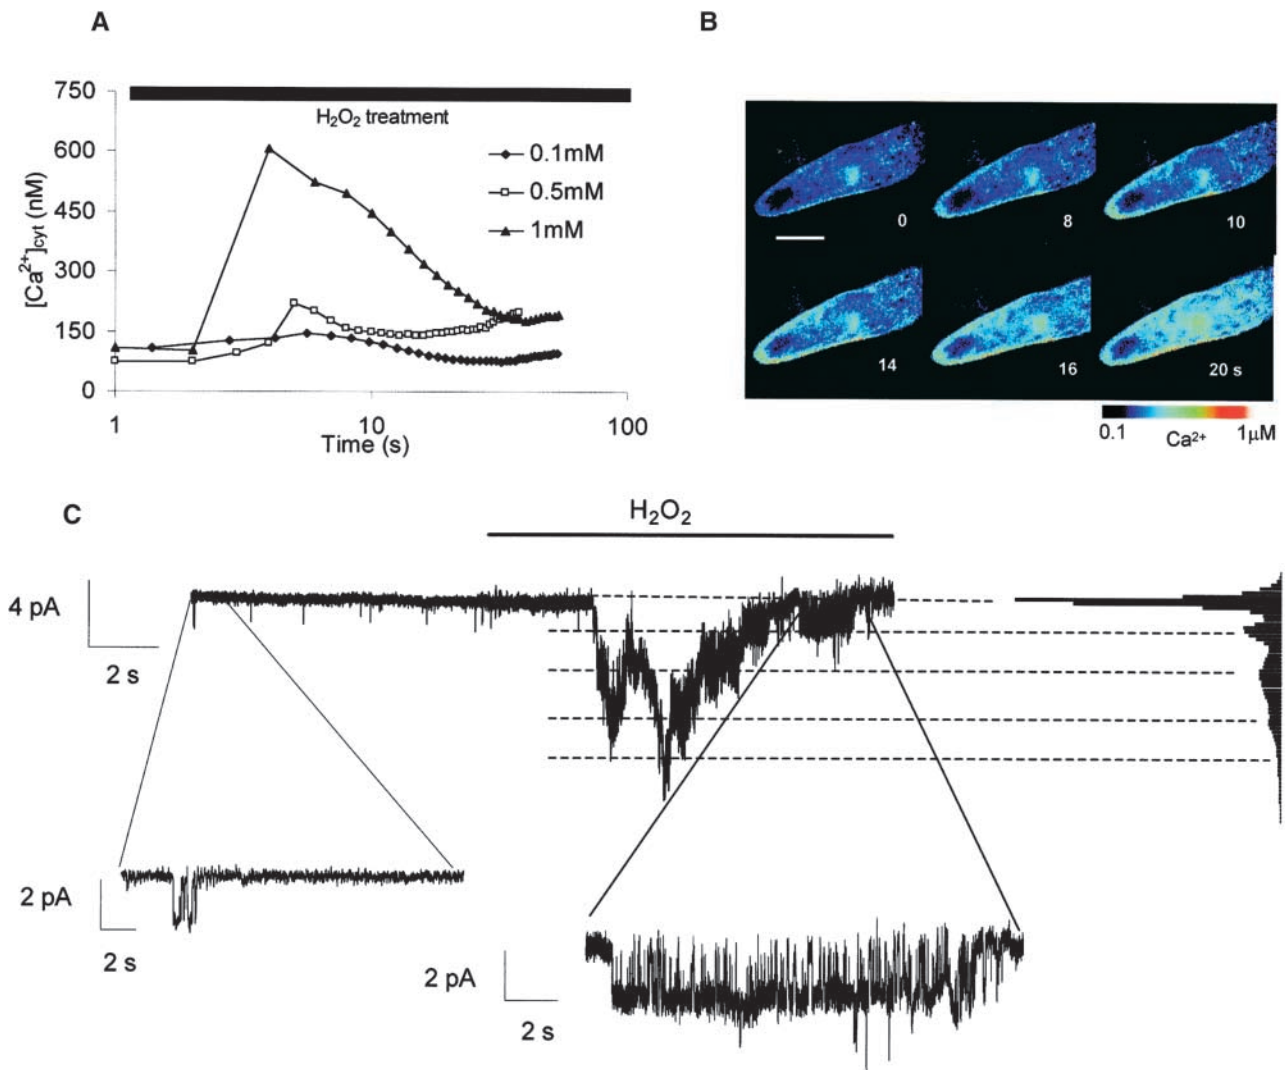 A
B
750
600
450
300
150
0
[Ca²⁺]cyt (nM)
H₂O₂ treatment
0.1mM
0.5mM
1mM
1
10
100
Time (s)
0
8
10
14
16
20 s
0.1
Ca²⁺
1µM
C
H₂O₂
4 pA
2 s
2 pA
2 s
2 pA
2 s